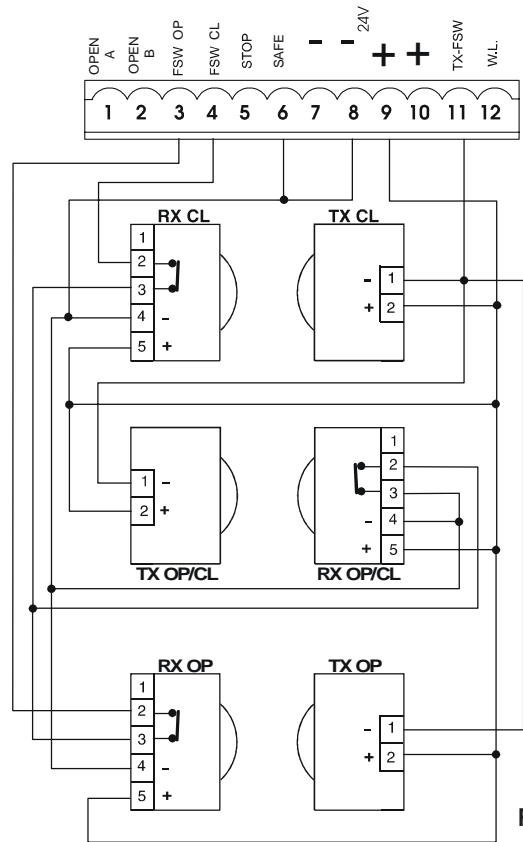 OPEN A
OPEN B
FSW OP
FSW CL
STOP
SAFE
- - 24V
+ +
TX-FSW
W.L.
1 2 3 4 5 6 7 8 9 10 11 12
RX CL
1
2
3
4 -
5 +
TX CL
- 1
+ 2
TX OP/CL
1 -
2 +
RX OP/CL
1
2
3
- 4
+ 5
RX OP
1
2
3
4 -
5 +
TX OP
- 1
+ 2